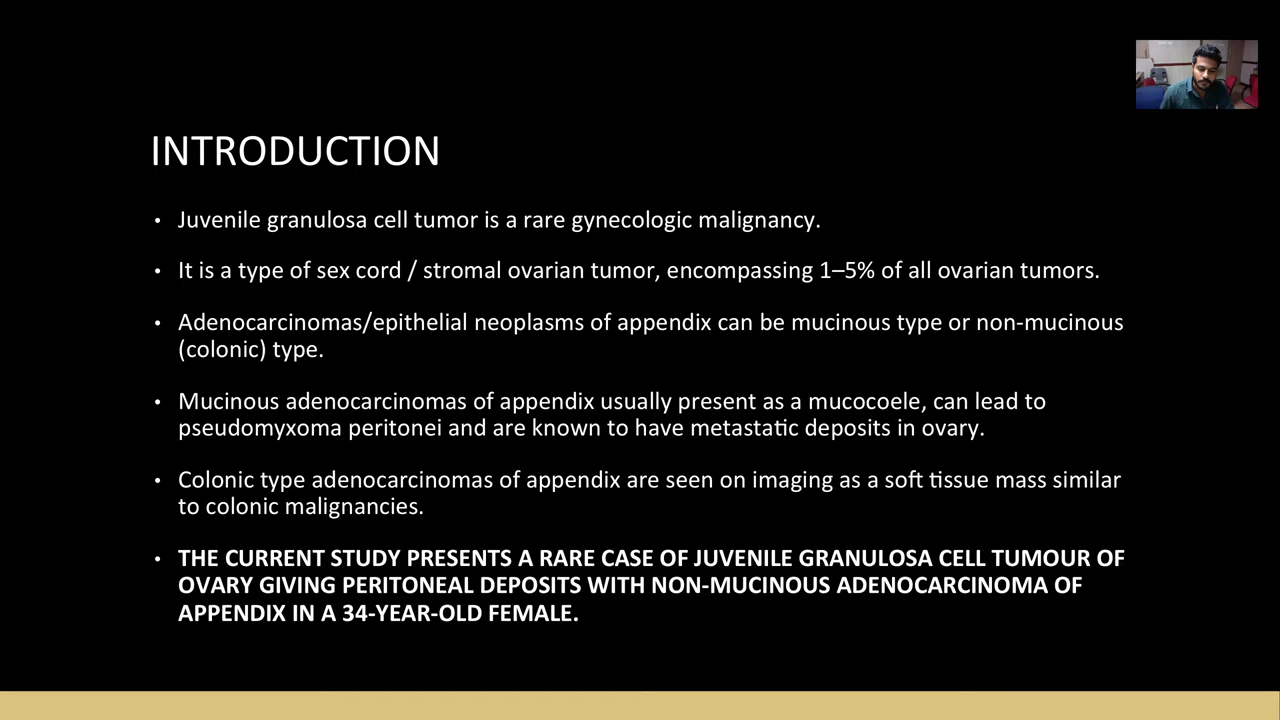 INTRODUCTION
• Juvenile granulosa cell tumor is a rare gynecologic malignancy.
• It is a type of sex cord / stromal ovarian tumor, encompassing 1–5% of all ovarian tumors.
• Adenocarcinomas/epithelial neoplasms of appendix can be mucinous type or non-mucinous
(colonic) type.
• Mucinous adenocarcinomas of appendix usually present as a mucocoele, can lead to
pseudomyxoma peritonei and are known to have metastatic deposits in ovary.
• Colonic type adenocarcinomas of appendix are seen on imaging as a soft tissue mass similar
to colonic malignancies.
• THE CURRENT STUDY PRESENTS A RARE CASE OF JUVENILE GRANULOSA CELL TUMOUR OF
OVARY GIVING PERITONEAL DEPOSITS WITH NON-MUCINOUS ADENOCARCINOMA OF
APPENDIX IN A 34-YEAR-OLD FEMALE.